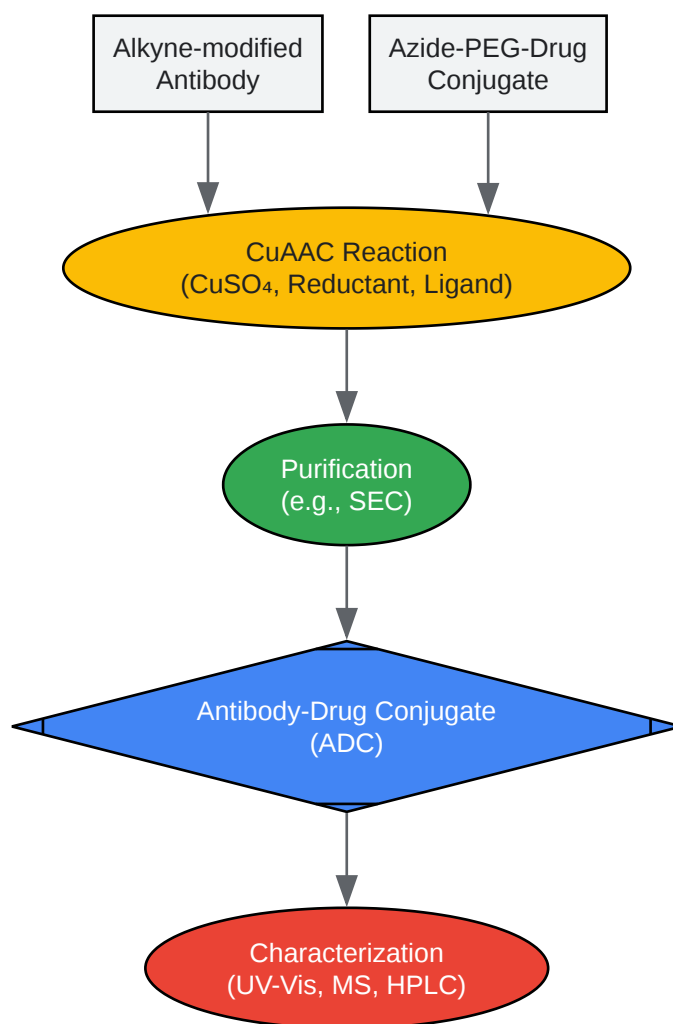 Alkyne-modified
Antibody
Azide-PEG-Drug
Conjugate
CuAAC Reaction
(CuSO₄, Reductant, Ligand)
Purification
(e.g., SEC)
Antibody-Drug Conjugate
(ADC)
Characterization
(UV-Vis, MS, HPLC)